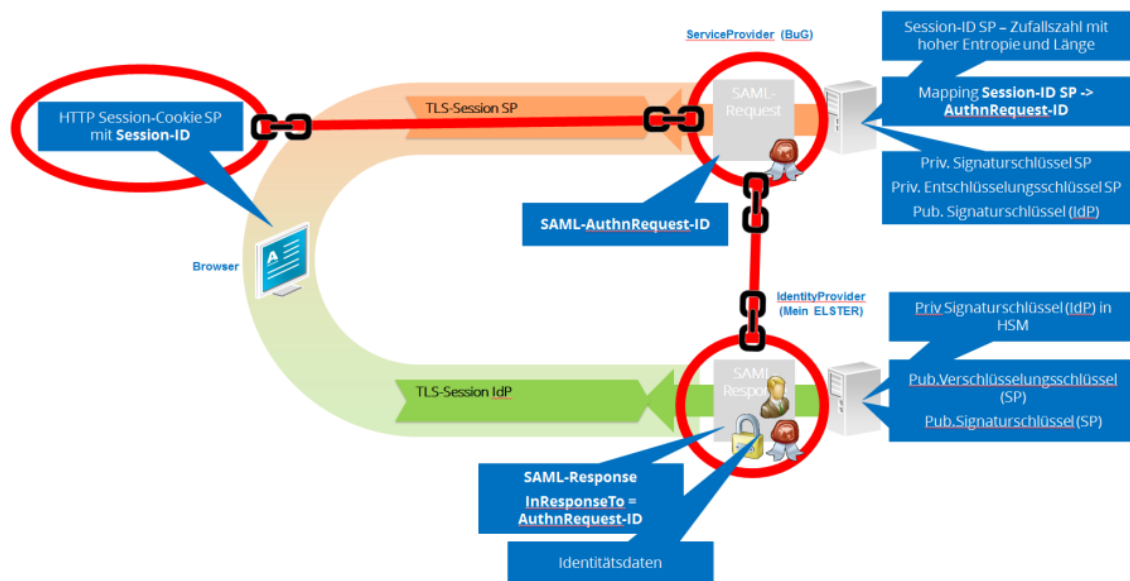 ServiceProvider (BuG)
Session-ID SP – Zufallszahl mit
hoher Entropie und Länge
HTTP Session-Cookie SP
mit Session-ID
TLS-Session SP
SAML-
Request
Mapping Session-ID SP ->
AuthnRequest-ID
Priv. Signaturschlüssel SP
Priv. Entschlüsselungsschlüssel SP
Pub. Signaturschlüssel (IdP)
SAML-AuthnRequest-ID
Browser
IdentityProvider
(Mein ELSTER)
Priv Signaturschlüssel (IdP) in
HSM
TLS-Session IdP
SAML
Pub.Verschlüsselungsschlüssel
(SP)
Pub.Signaturschlüssel (SP)
SAML-Response
InResponseTo =
AuthnRequest-ID
Identitätsdaten